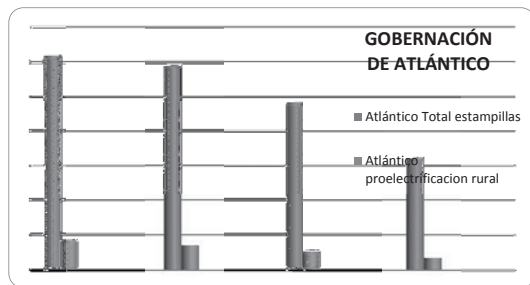 GOBERNACIÓN
DE ATLÁNTICO
Atlántico Total estampillas
Atlántico
proelectrificacion rural